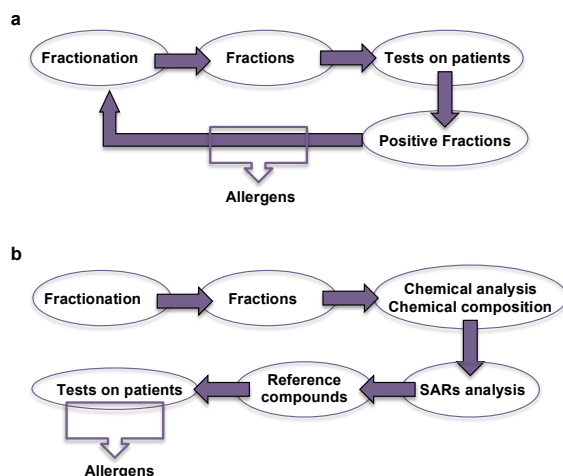 a
Fractionation
Fractions
Tests on patients
Positive Fractions
Allergens
b
Fractionation
Fractions
Chemical analysis
Chemical composition
Tests on patients
Reference
compounds
SARs analysis
Allergens